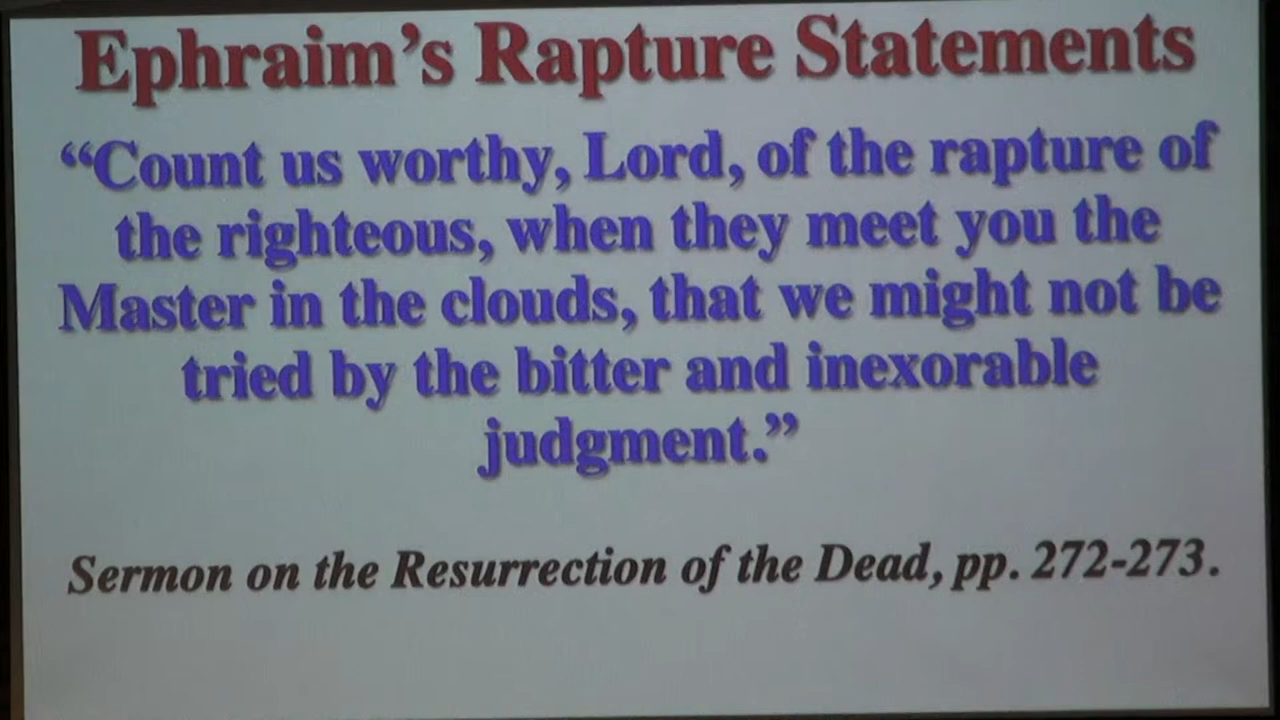 Ephraim’s Rapture Statements
“Count us worthy, Lord, of the rapture of
the righteous, when they meet you the
Master in the clouds, that we might not be
tried by the bitter and inexorable
judgment.”
Sermon on the Resurrection of the Dead, pp. 272-273.